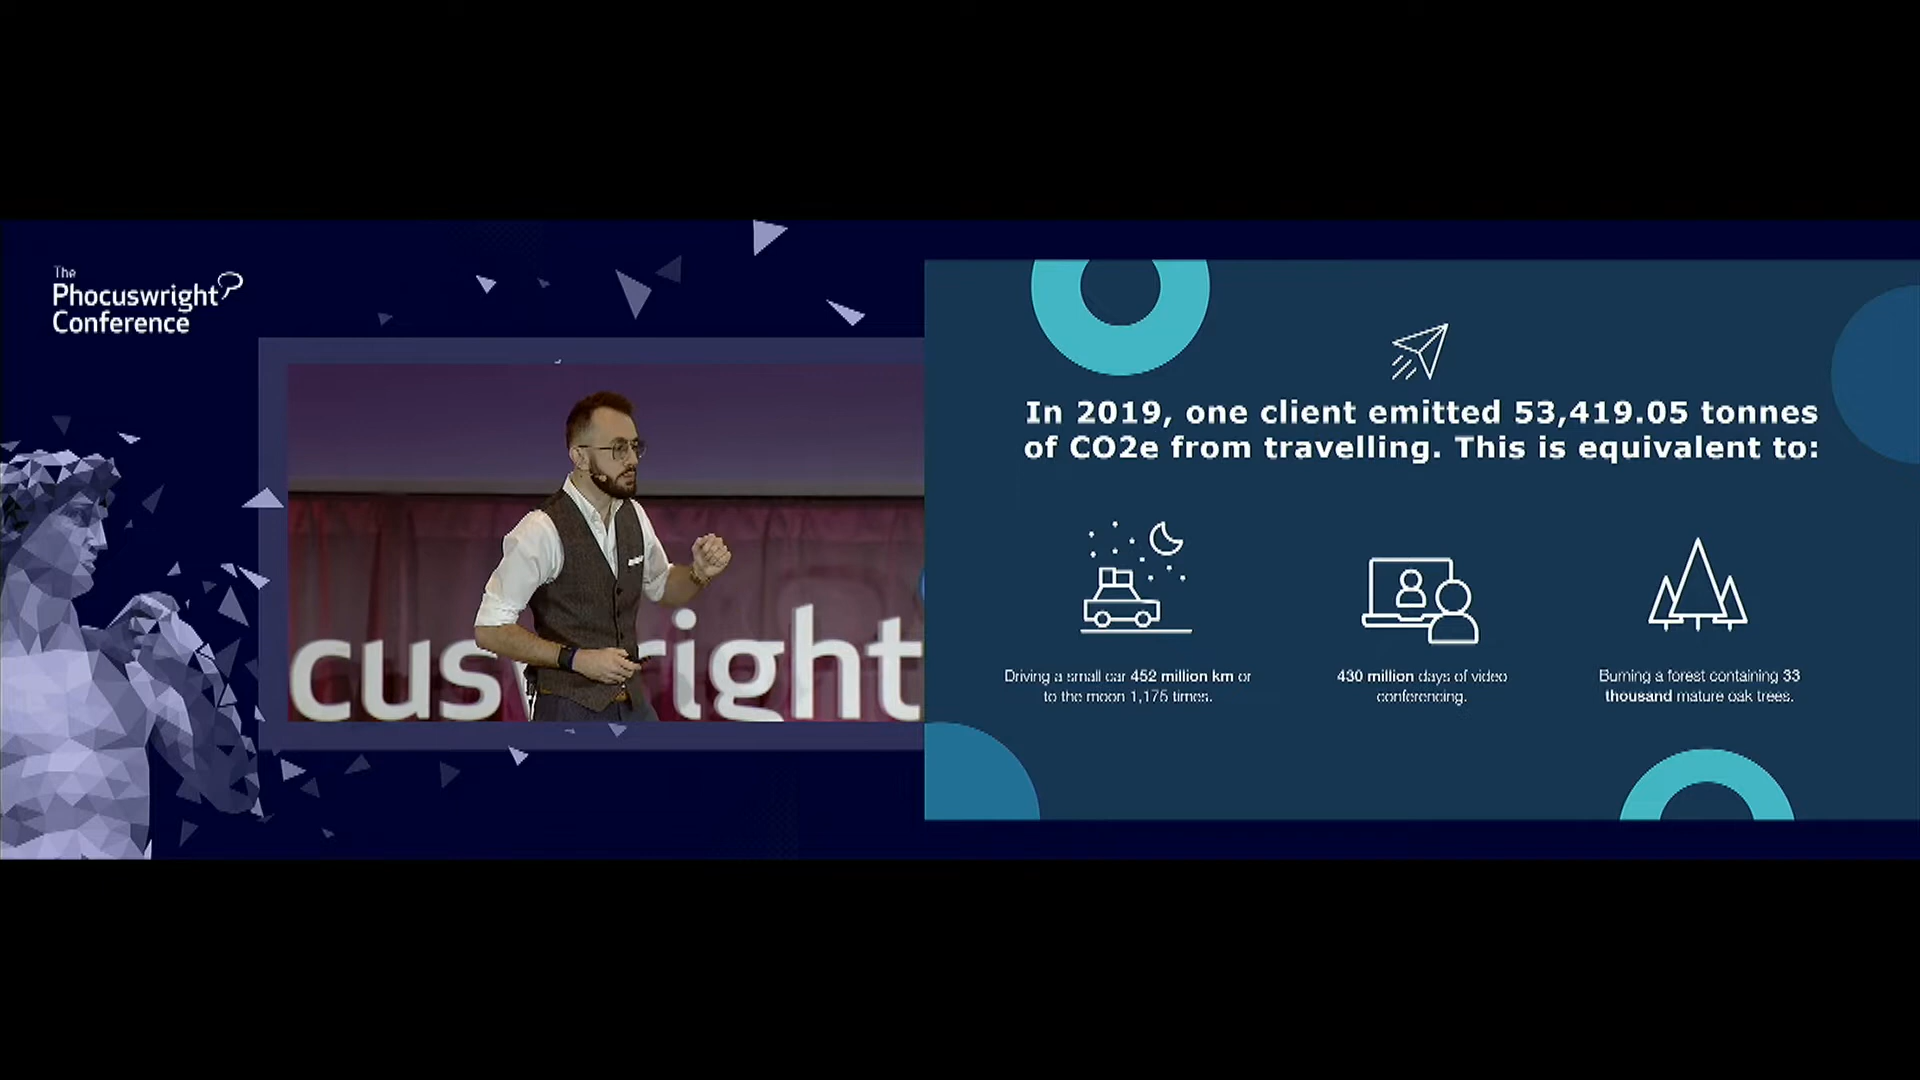 The
Phocuswright
Conference
cus right
In 2019, one client emitted 53,419.05 tonnes
of CO2e from travelling. This is equivalent to:
Driving a small car 452 million km or
to the moon 1,175 times.
430 million days of video
conferencing.
Burning a forest containing 33
thousand mature oak trees.